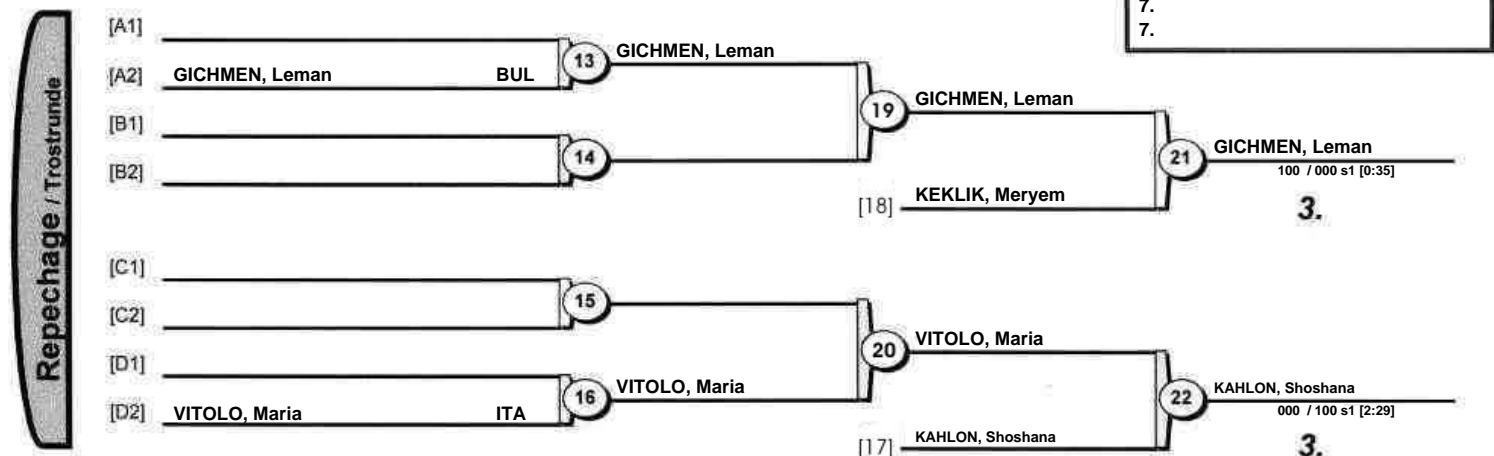 7.
7.
Repechage / Trostrunde
[A1]
[A2] GICHMEN, Leman BUL
13 GICHMEN, Leman
[B1]
[B2]
14
19 GICHMEN, Leman
[18] KEKLIK, Meryem
21 GICHMEN, Leman
100 / 000 s1 [0:35]
3.
[C1]
[C2]
15
[D1]
[D2] VITOLO, Maria ITA
16 VITOLO, Maria
20 VITOLO, Maria
[17] KAHLON, Shoshana
22 KAHLON, Shoshana
000 / 100 s1 [2:29]
3.